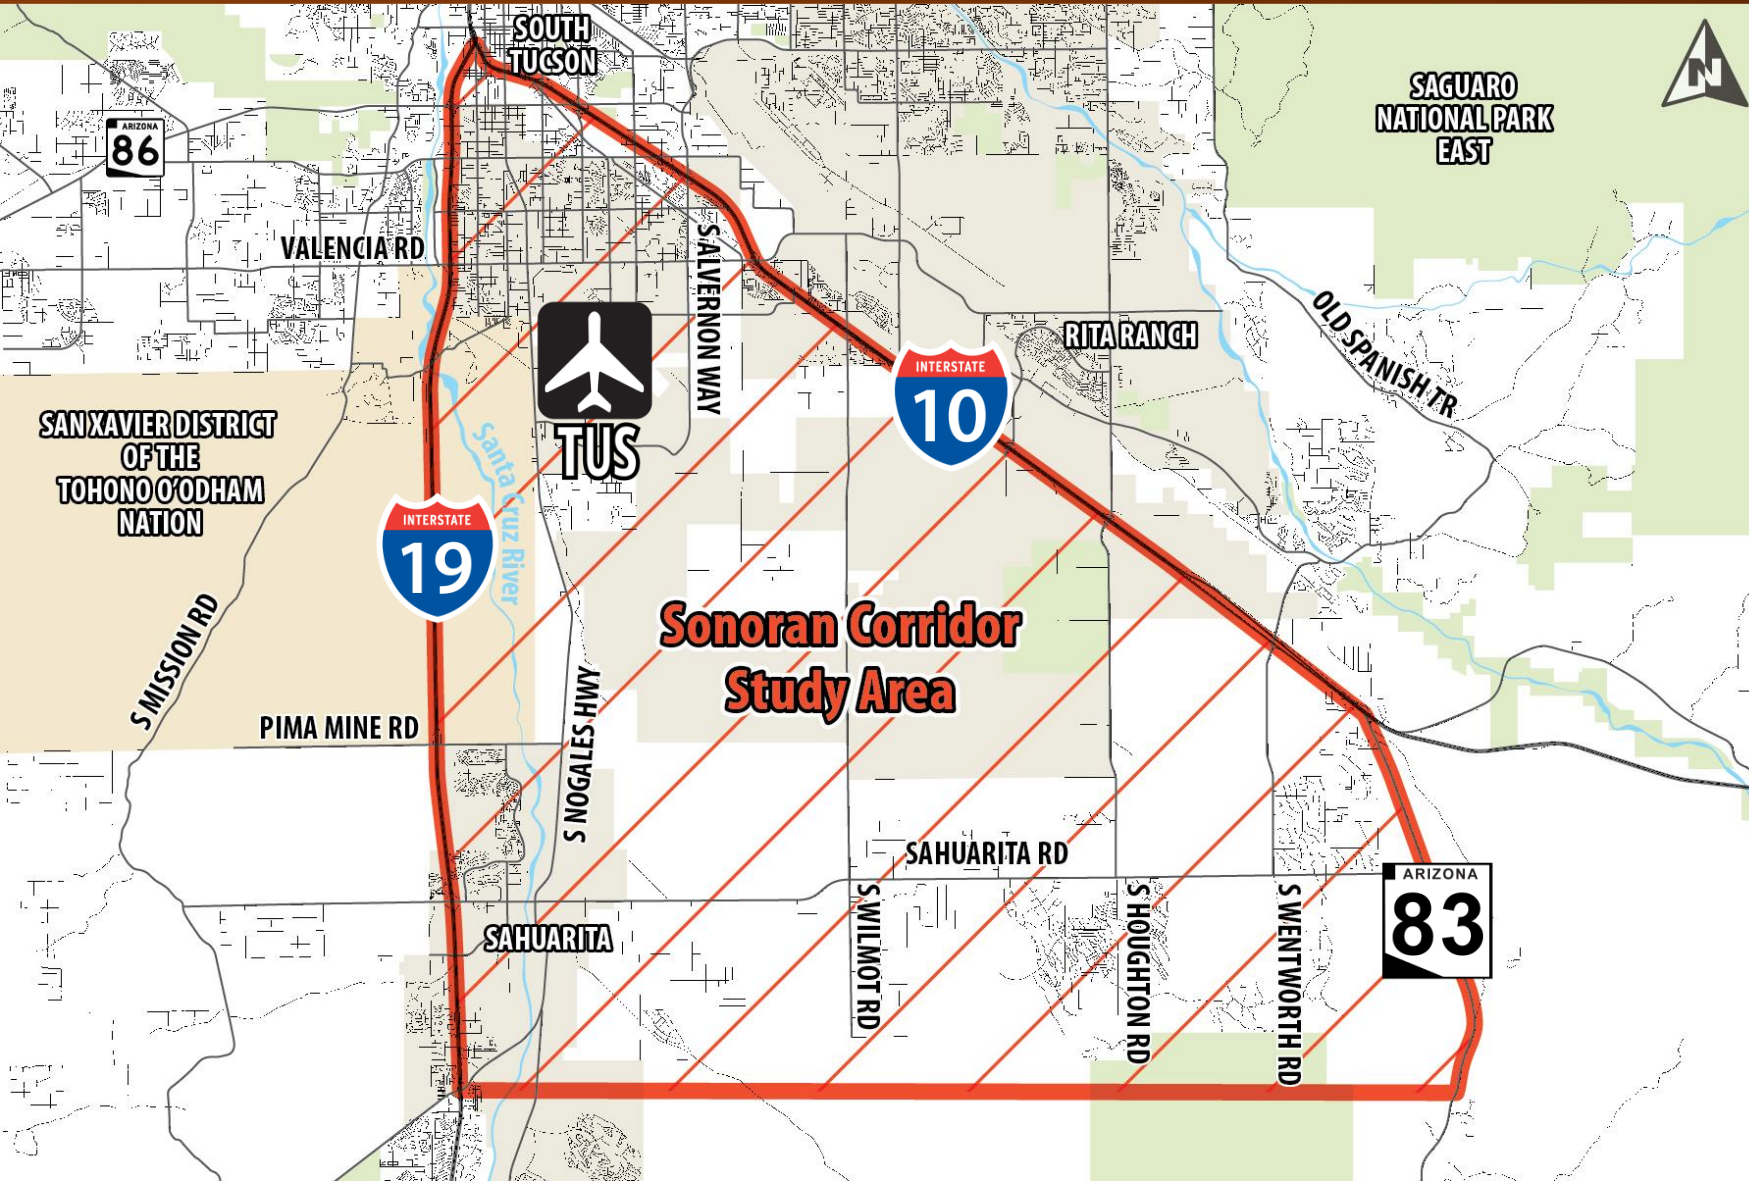 SOUTH
TUCSON
N
SAGUARO
NATIONAL PARK
EAST
ARIZONA
86
VALENCIA RD
S ALVERNON WAY
RITA RANCH
OLD SPANISH TR
INTERSTATE
10
TUS
SAN XAVIER DISTRICT
OF THE
TOHONO O'ODHAM
NATION
Santa Cruz River
INTERSTATE
19
Sonoran Corridor
Study Area
S MISSION RD
PIMA MINE RD
S NOGALES HWY
SAHUARITA RD
ARIZONA
83
SAHUARITA
S WILMOT RD
S HOUGHTON RD
S WENTWORTH RD